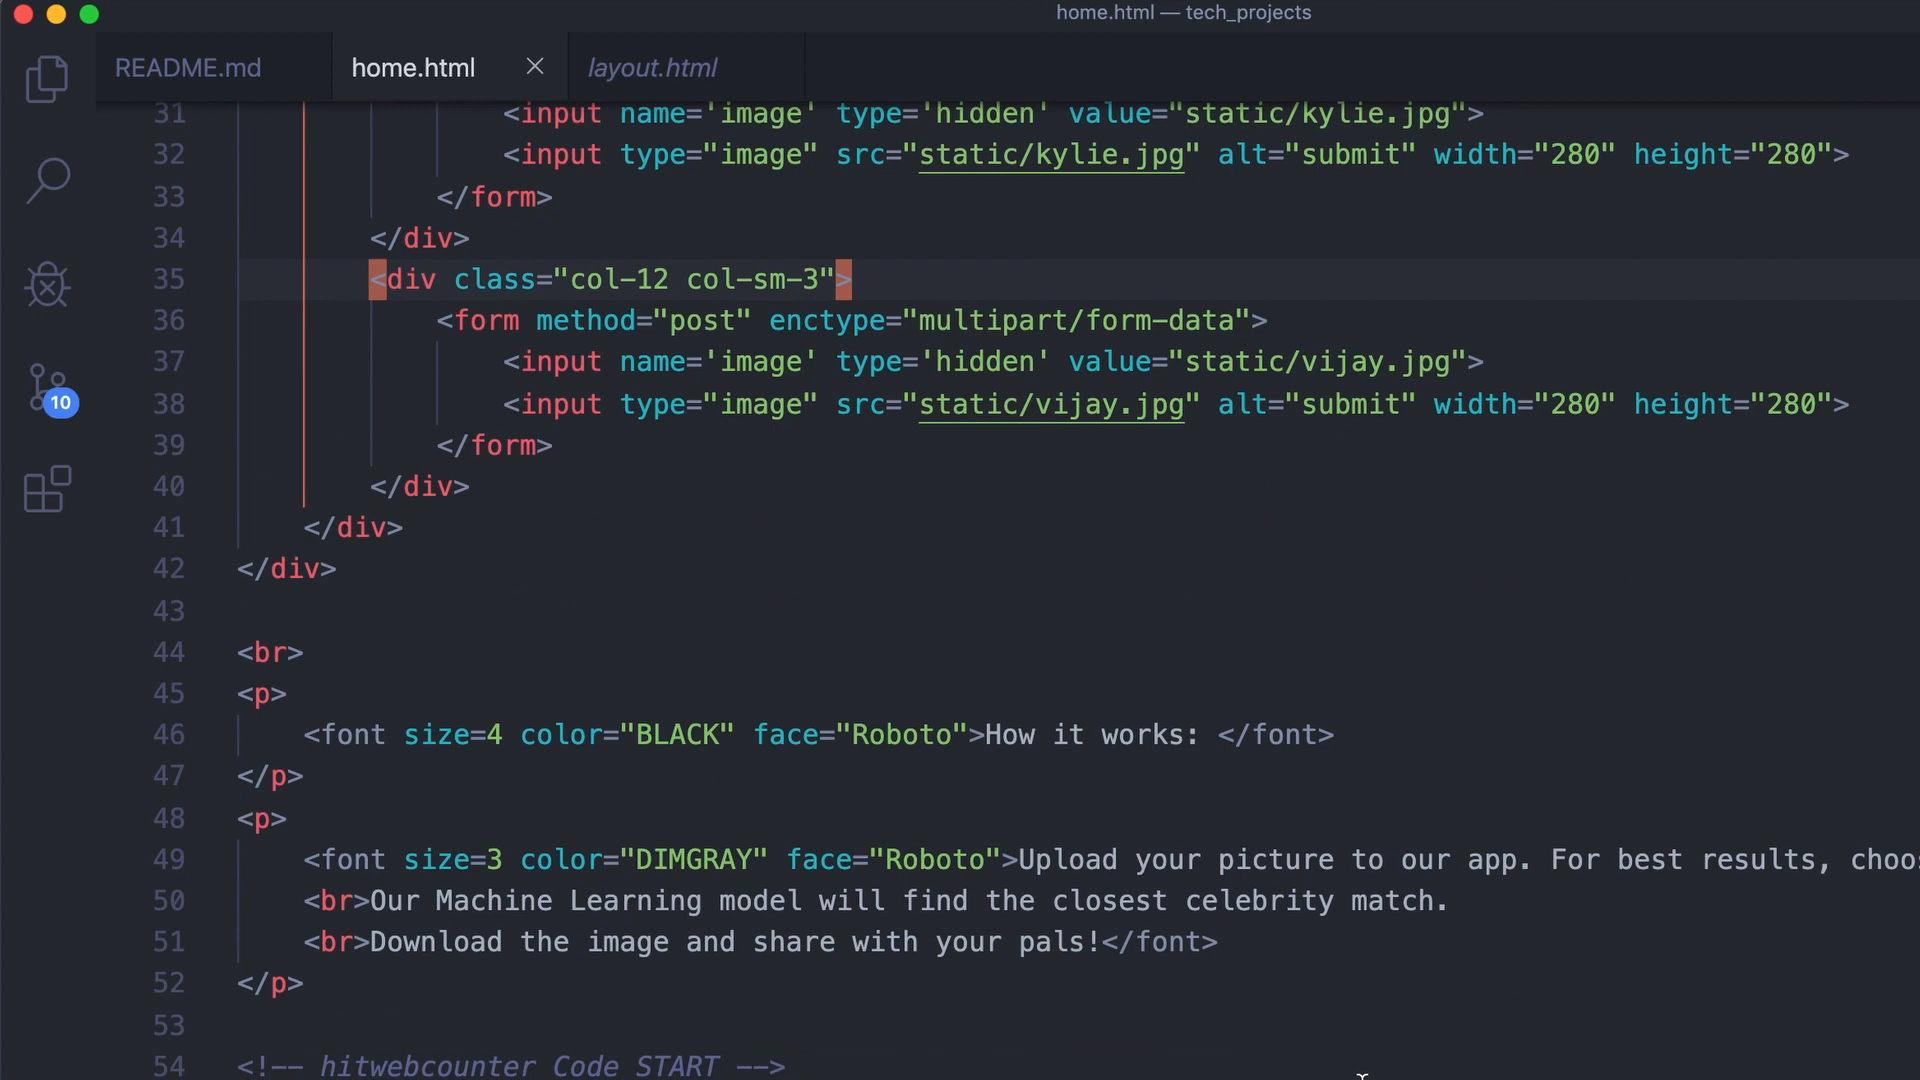 home.html — tech_projects
README.md home.html layout.html
31 <input name='image' type='hidden' value="static/kylie.jpg">
32 <input type="image" src="static/kylie.jpg" alt="submit" width="280" height="280">
33 </form>
34 </div>
35 <div class="col-12 col-sm-3">
36 <form method="post" enctype="multipart/form-data">
37 <input name='image' type='hidden' value="static/vijay.jpg">
38 <input type="image" src="static/vijay.jpg" alt="submit" width="280" height="280">
10
39 </form>
40 </div>
41 </div>
42 </div>
43
44 <br>
45 <p>
46 <font size=4 color="BLACK" face="Roboto">How it works: </font>
47 </p>
48 <p>
49 <font size=3 color="DIMGRAY" face="Roboto">Upload your picture to our app. For best results, choos
50 <br>Our Machine Learning model will find the closest celebrity match.
51 <br>Download the image and share with your pals!</font>
52 </p>
53
54 <!-- hitwebcounter Code START -->